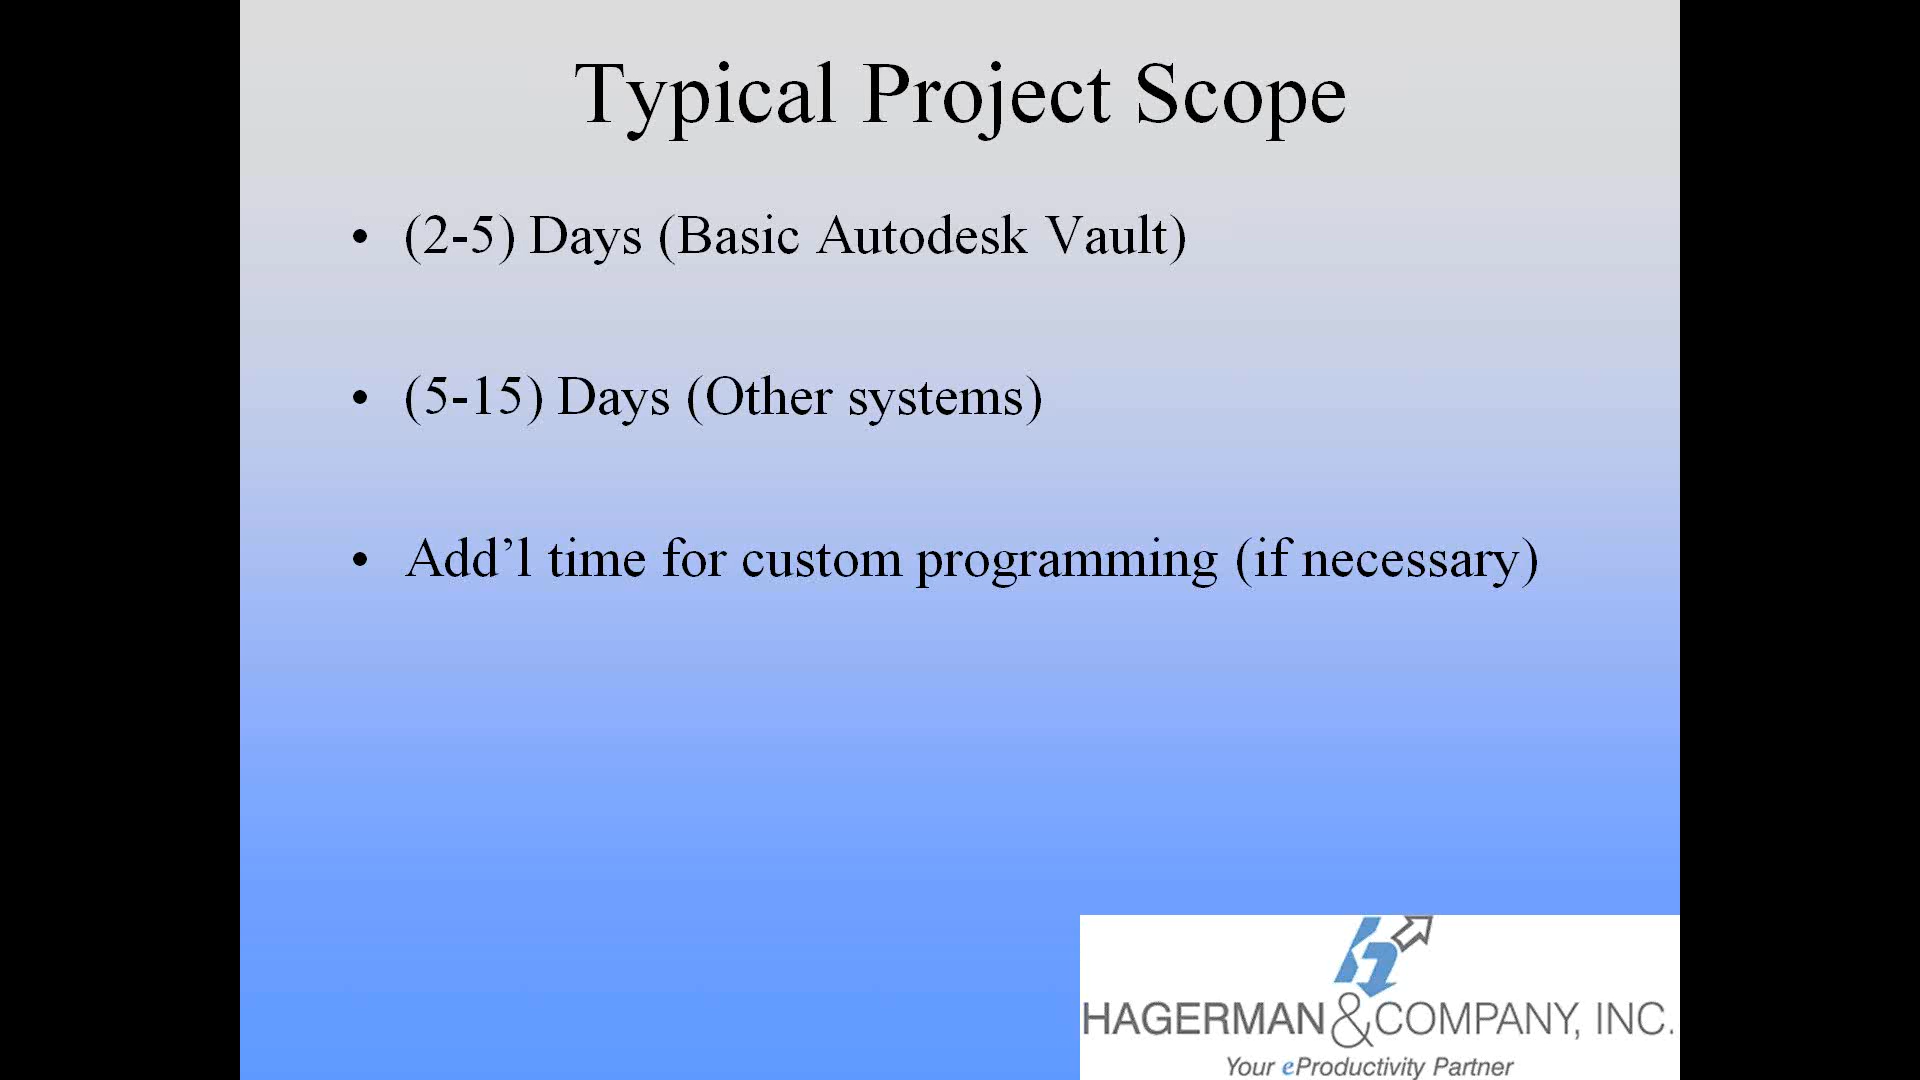 Typical Project Scope
• (2-5) Days (Basic Autodesk Vault)
• (5-15) Days (Other systems)
• Add’l time for custom programming (if necessary)
HAGERMAN & COMPANY, INC.
Your eProductivity Partner